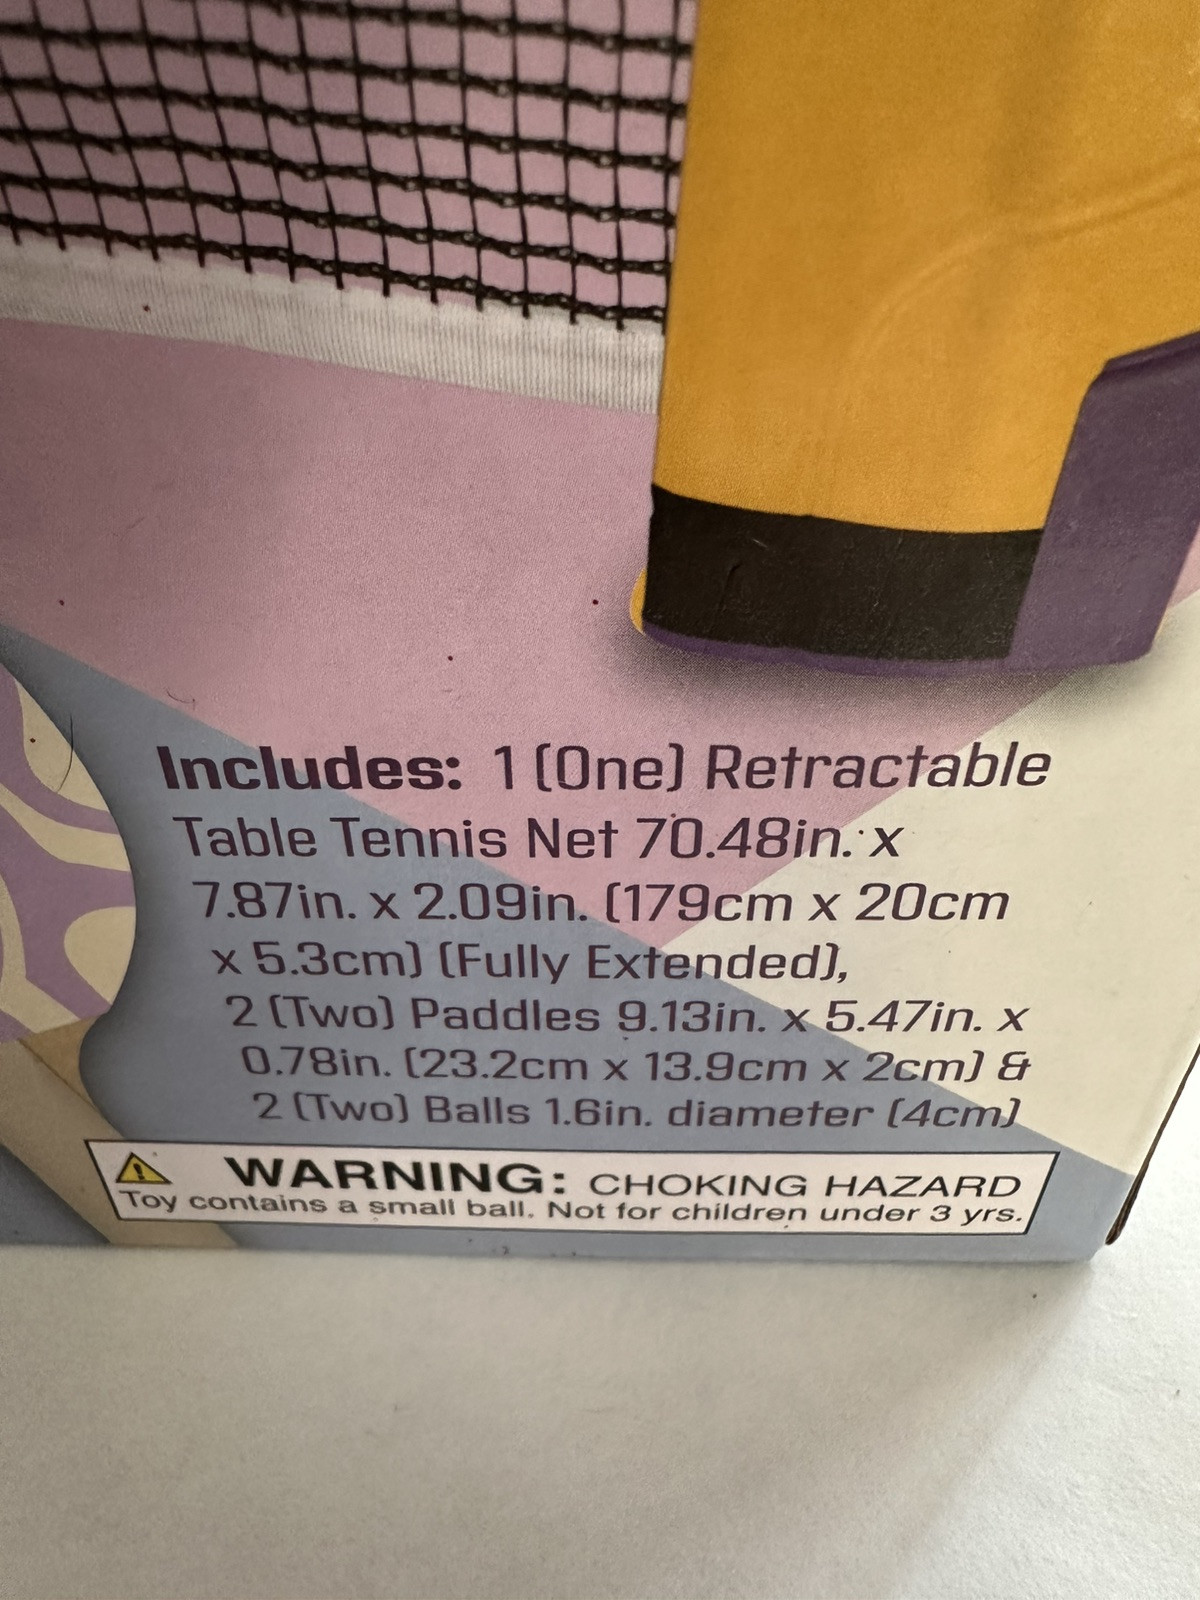 Includes: 1 (One) Retractable
Table Tennis Net 70.48in. x
7.87in. x 2.09in. (179cm x 20cm
x 5.3cm) (Fully Extended),
2 (Two) Paddles 9.13in. x 5.47in. x
0.78in. (23.2cm x 13.9cm x 2cm) &
2 (Two) Balls 1.6in. diameter (4cm)
WARNING: CHOKING HAZARD
Toy contains a small ball. Not for children under 3 yrs.